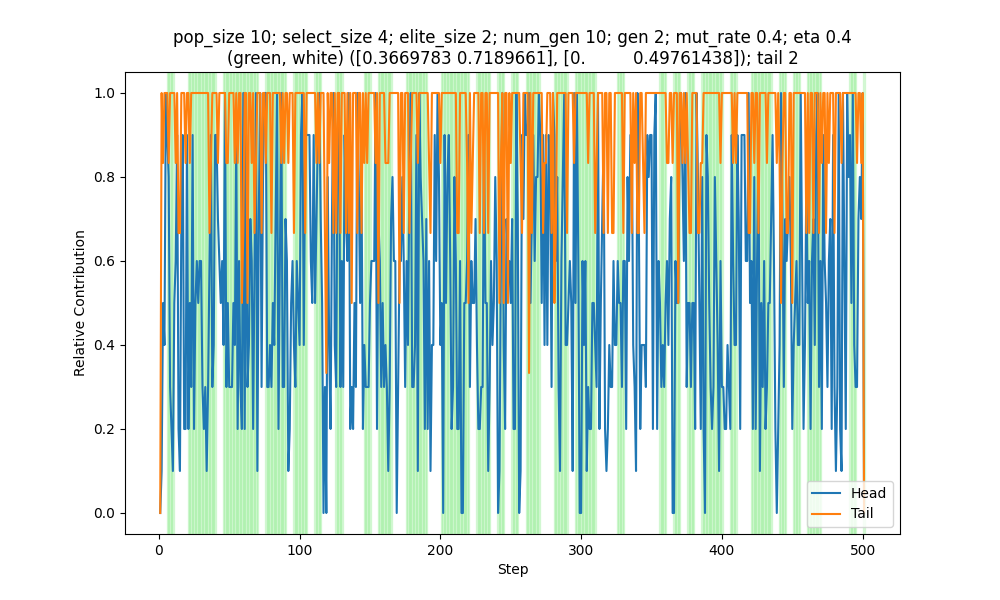 pop_size 10; select_size 4; elite_size 2; num_gen 10; gen 2; mut_rate 0.4; eta 0.4
(green, white) ([0.3669783 0.7189661], [0.         0.49761438]); tail 2
1.0
0.8
0.6
0.4
0.2
0.0
Relative Contribution
Head
Tail
0 100 200 300 400 500
Step